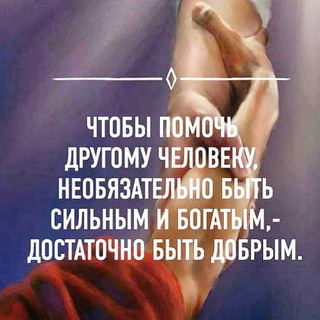 ЧТОБЫ ПОМОЧЬ
ДРУГОМУ ЧЕЛОВЕКУ,
НЕОБЯЗАТЕЛЬНО БЫТЬ
СИЛЬНЫМ И БОГАТЫМ,-
ДОСТАТОЧНО БЫТЬ ДОБРЫМ.